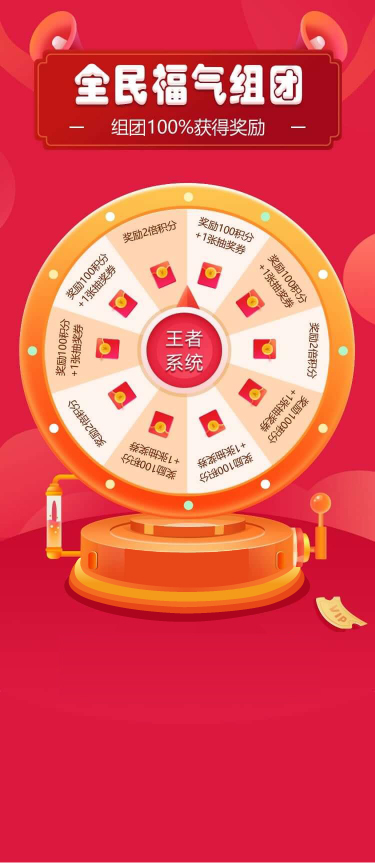 全民福气组团
组团100%获得奖励
奖励2倍积分
奖励100积分
+1张抽奖券
奖励100积分
+1张抽奖券
奖励2倍积分
奖励100积分
+1张抽奖券
奖励100积分
+1张抽奖券
奖励100积分
+1张抽奖券
奖励2倍积分
奖励100积分
+1张抽奖券
奖励100积分
+1张抽奖券
王者
系统
VIP